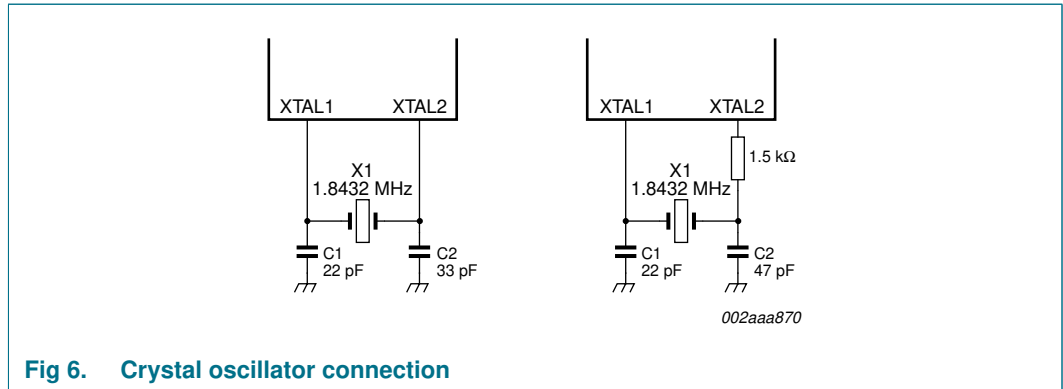 XTAL1 XTAL2
X1
1.8432 MHz
C1
22 pF
C2
33 pF
XTAL1 XTAL2
1.5 kΩ
X1
1.8432 MHz
C1
22 pF
C2
47 pF
002aaa870
Fig 6. Crystal oscillator connection